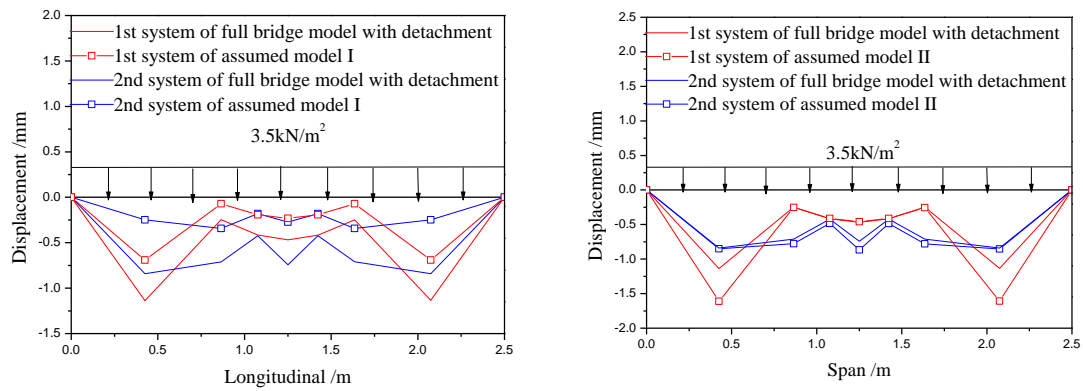 2.0
1.5
1.0
0.5
0.0
-0.5
-1.0
-1.5
Displacement /mm
1st system of full bridge model with detachment
1st system of assumed model I
2nd system of full bridge model with detachment
2nd system of assumed model I
3.5kN/m²
0.0 0.5 1.0 1.5 2.0 2.5
Longitudinal /m
2.5
2.0
1.5
1.0
0.5
0.0
-0.5
-1.0
-1.5
-2.0
Displacement /mm
1st system of full bridge model with detachment
1st system of assumed model II
2nd system of full bridge model with detachment
2nd system of assumed model II
3.5kN/m²
0.0 0.5 1.0 1.5 2.0 2.5
Span /m